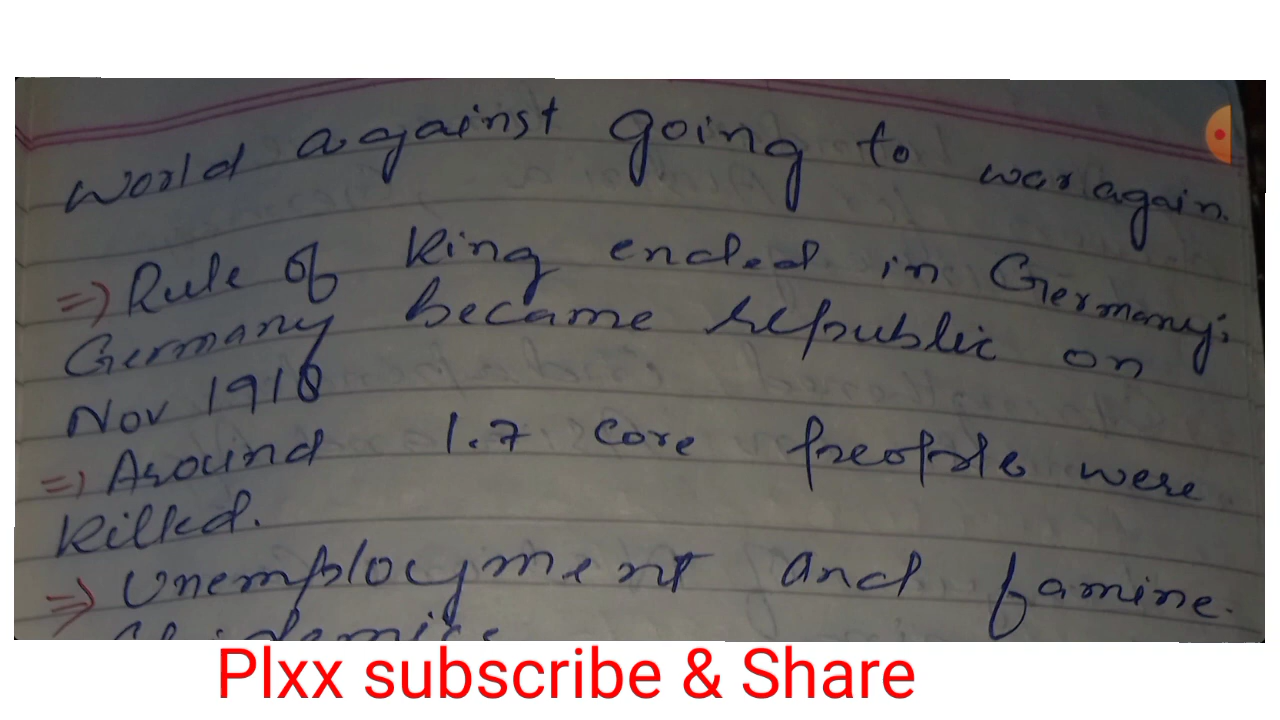 world against going to war again.
⇒ Rule of king ended in Germany;
Germany became republic on
Nov 1918
⇒ Around 1.7 core people were
killed.
⇒ Unemployment and famine.
Plxx subscribe & Share